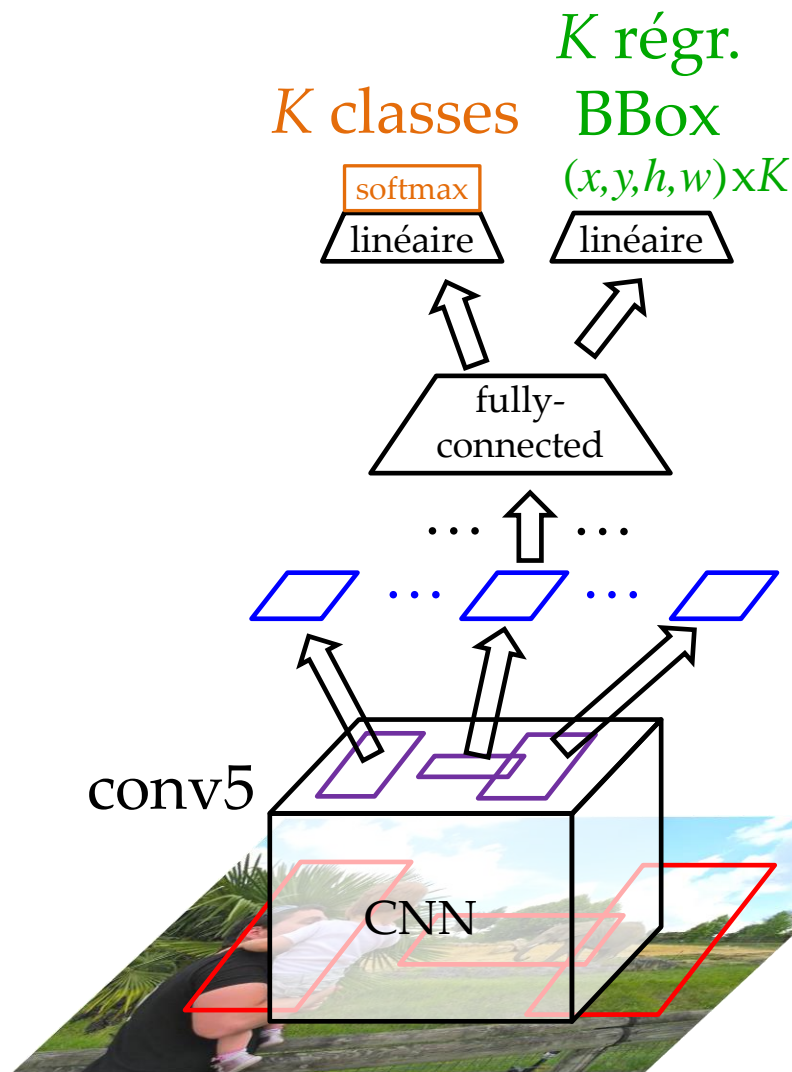 K régr.
BBox
(x,y,h,w)xK
K classes
softmax
linéaire
linéaire
fully-
connected
... ...
... ...
conv5
CNN